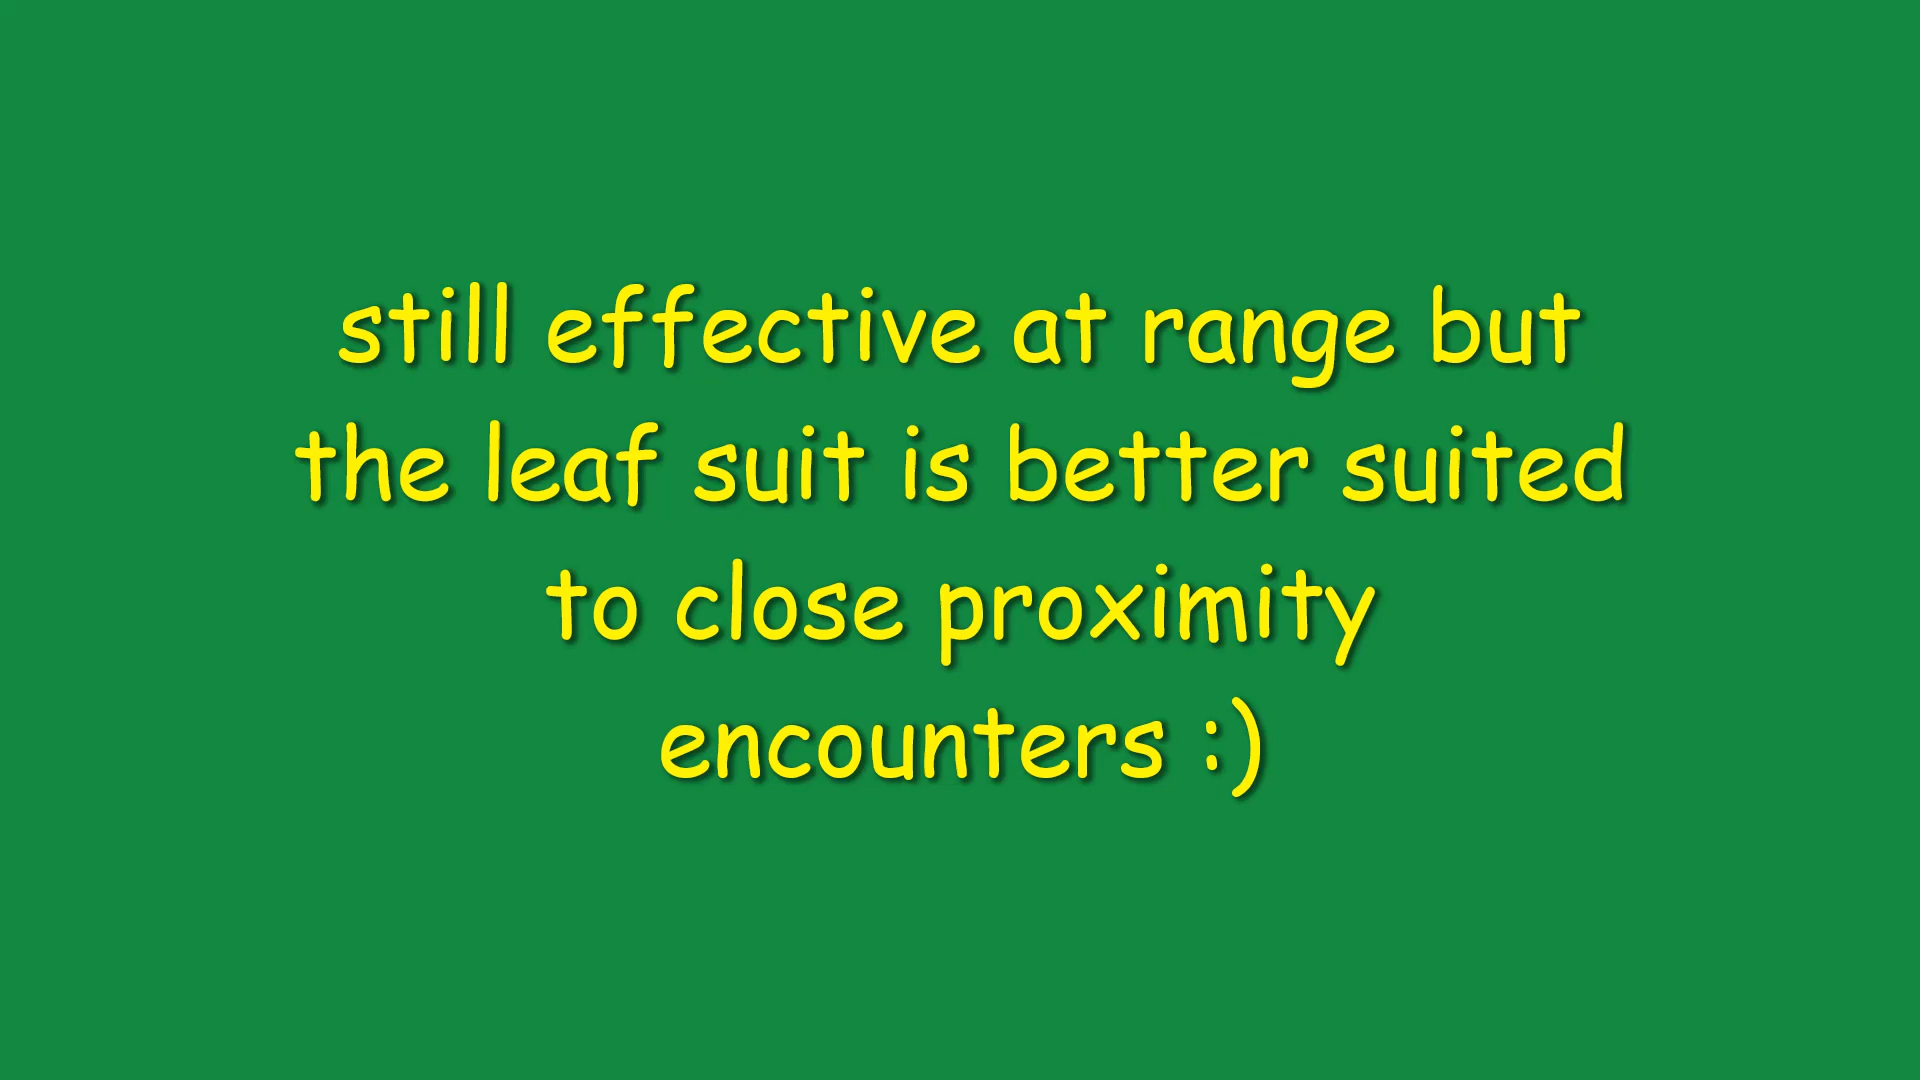 still effective at range but
the leaf suit is better suited
to close proximity
encounters :)